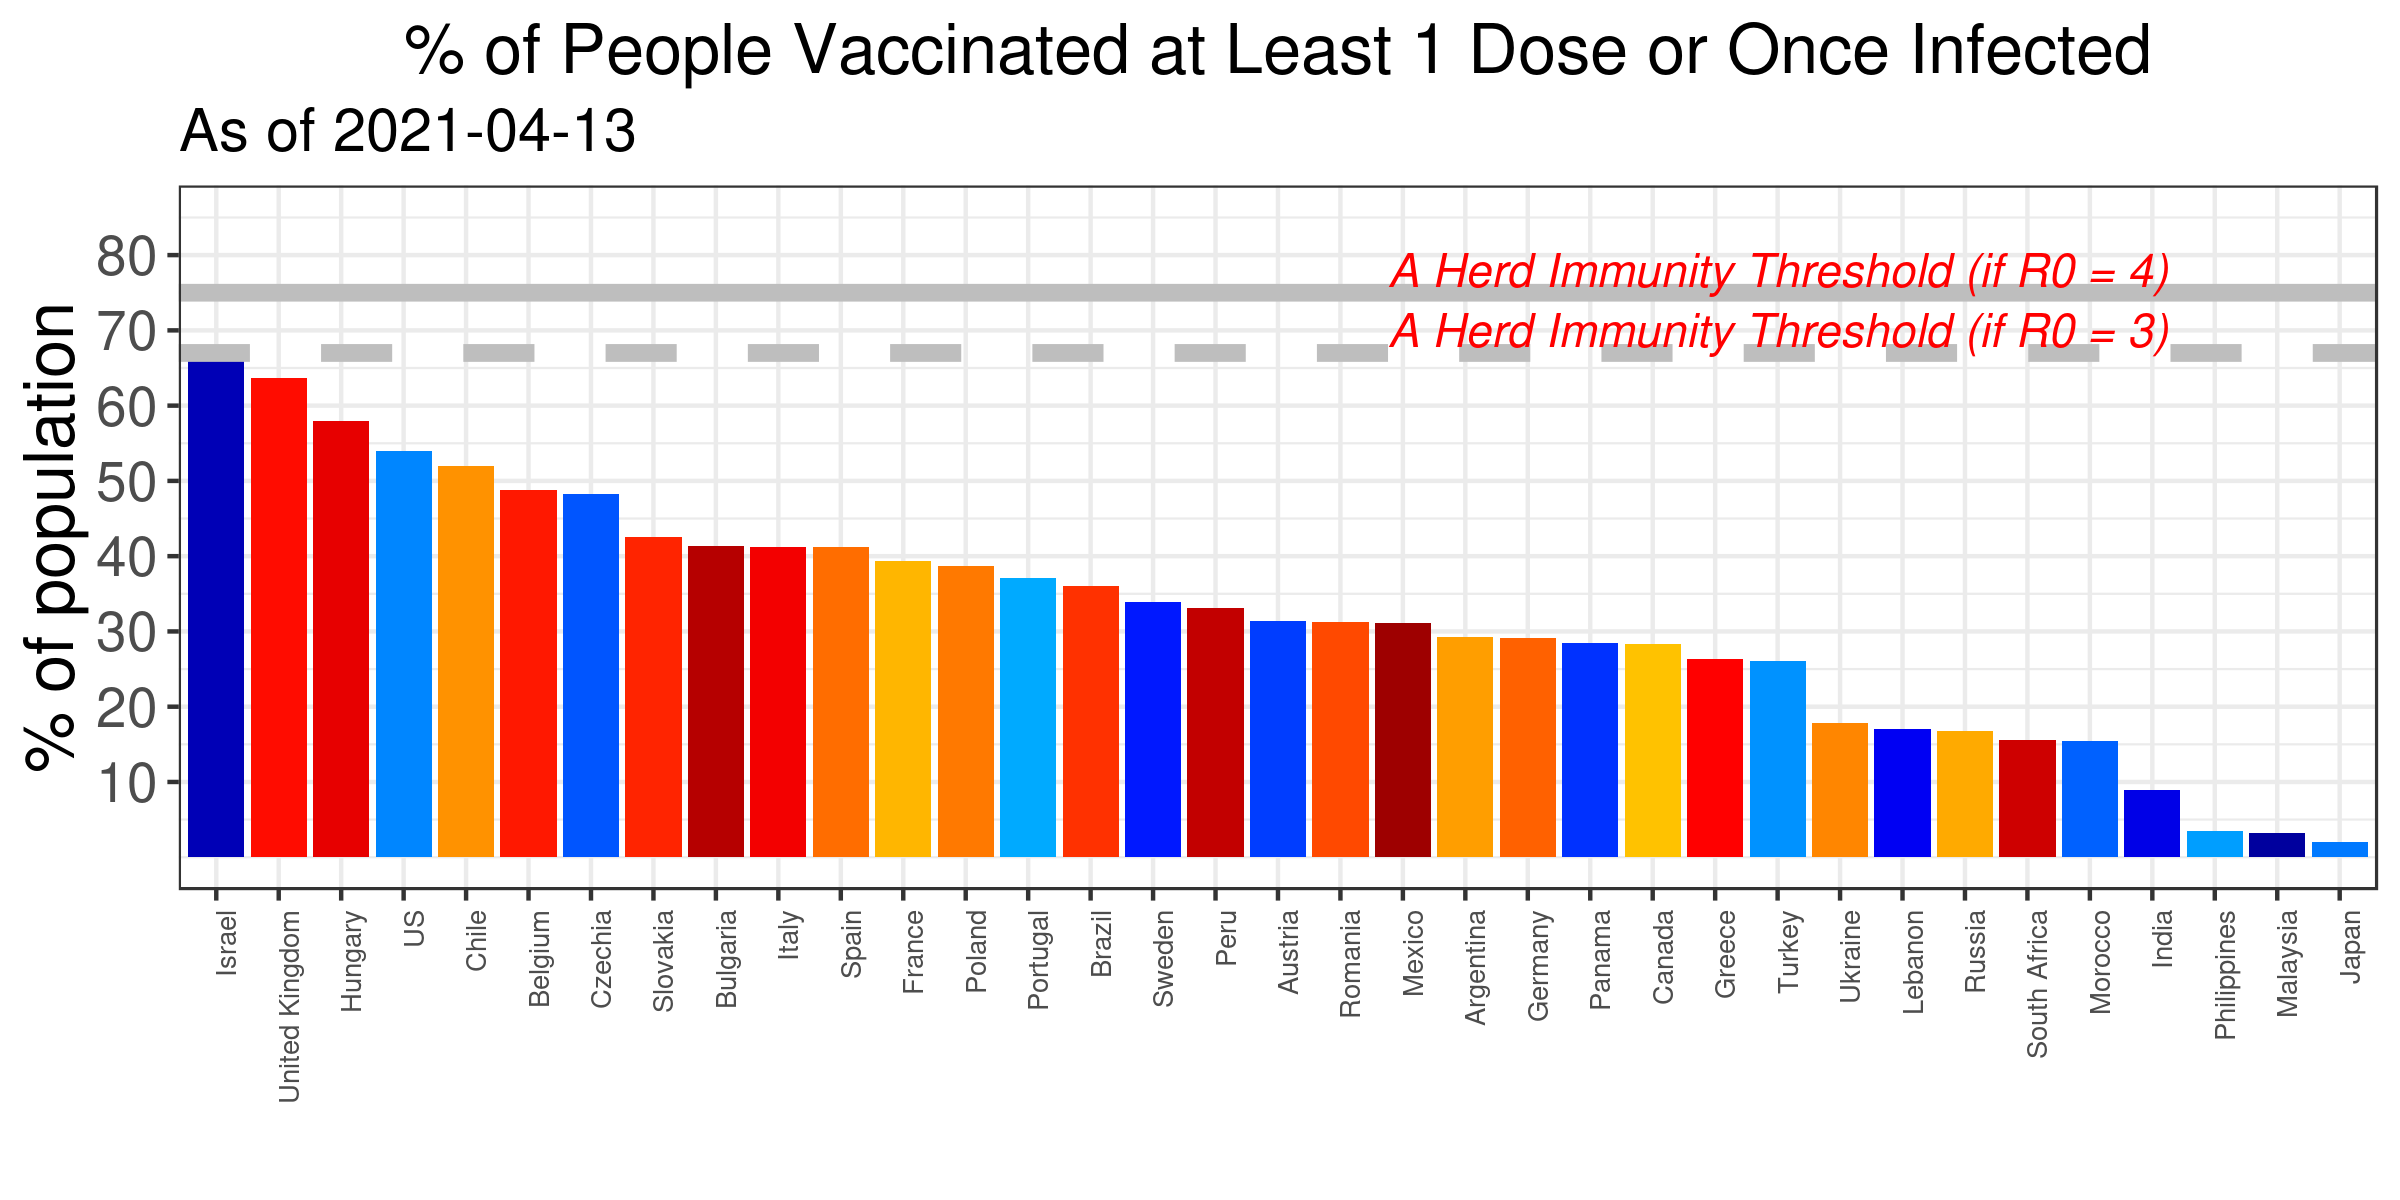 % of People Vaccinated at Least 1 Dose or Once Infected
As of 2021-04-13
% of population
80
70
60
50
40
30
20
10
A Herd Immunity Threshold (if R0 = 4)
A Herd Immunity Threshold (if R0 = 3)
Israel
United Kingdom
Hungary
US
Chile
Belgium
Czechia
Slovakia
Bulgaria
Italy
Spain
France
Poland
Portugal
Brazil
Sweden
Peru
Austria
Romania
Mexico
Argentina
Germany
Panama
Canada
Greece
Turkey
Ukraine
Lebanon
Russia
South Africa
Morocco
India
Philippines
Malaysia
Japan